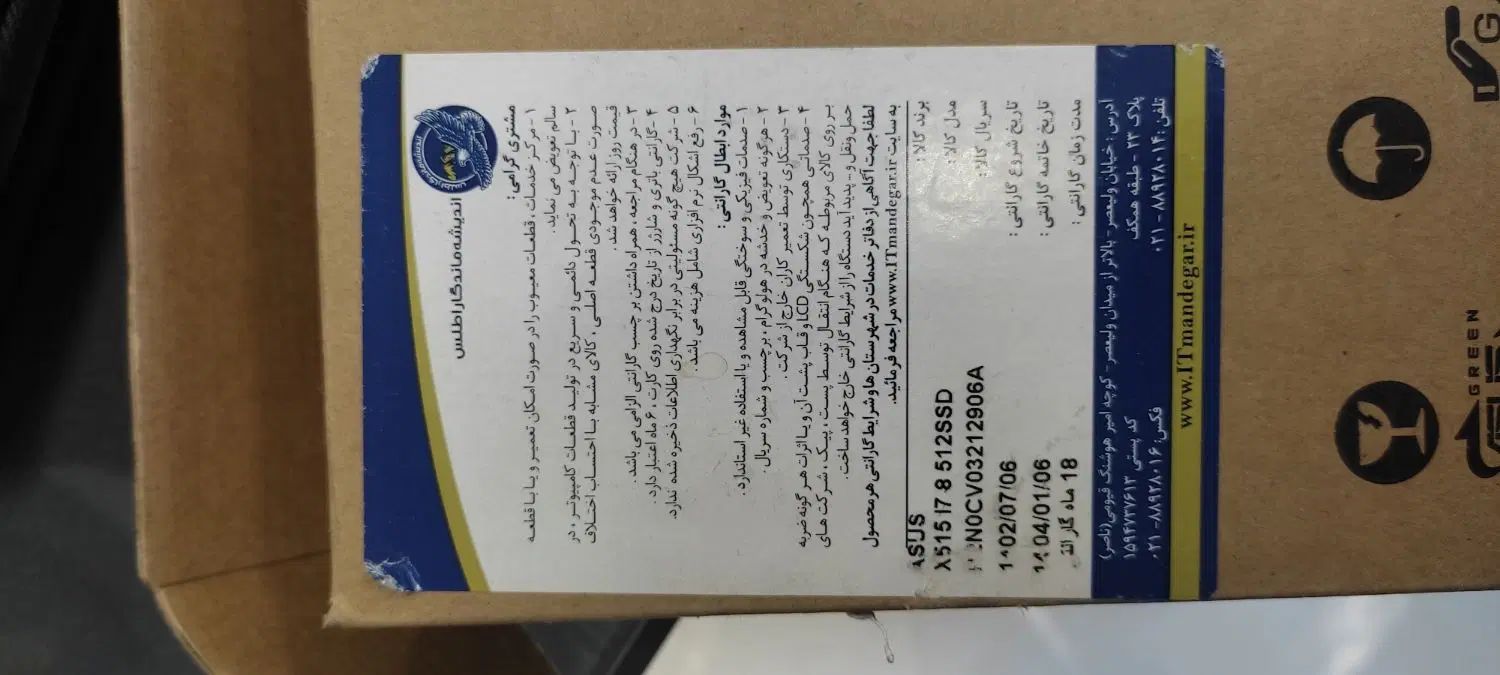 اندیشه ماندگار اطلس
مشتری گرامی :
۱- مرکز خدمات ، قطعات معیوب را در صورت امکان تعمیر و یا با قطعه
سالم تعویض می نماید.
۲- با توجه به تحول دائمی و سریع در تولید قطعات کامپیوتر ، در
صورت عدم موجودی قطعه اصلی ، کالای مشابه با احتساب اختلاف
قیمت روز ارائه خواهد شد.
۳- در هنگام مراجعه ، همراه داشتن بر چسب گارانتی الزامی می باشد.
۴- گارانتی باتری و شارژر از تاریخ درج شده روی کارت ، ۶ ماه اعتبار دارد.
۵- شرکت هیچ گونه مسئولیتی در برابر نگهداری اطلاعات ذخیره شده ندارد.
۶- رفع اشکال نرم افزاری شامل هزینه می باشد.
موارد ابطال گارانتی :
۱- صدمات فیزیکی و سوختگی قابل مشاهده و یا استفاده غیر استاندارد.
۲- هرگونه تعویض و خدشه در هولوگرام ، برچسب و شماره سریال.
۳- دستکاری توسط تعمیر کاران خارج از شرکت.
۴- صدماتی همچون شکستگی LCD و قاب پشت آن و یا اثرات هر گونه ضربه
بر روی کالای مربوطه که هنگام انتقال توسط پست ، پیک ، شرکت های
حمل ونقل و... پدید آید دستگاه را از شرایط گارانتی خارج خواهد ساخت.
لطفا جهت آگاهی از دفاتر خدمات در شهرستان ها و شرایط گارانتی هر محصول
به سایت www.ITmandegar.ir مراجعه فرمائید.
برند کالا : ASUS
مدل کالا : X515 I7 8 512SSD
سریال کالا : N0CV03212906A
تاریخ شروع گارانتی : 1402/07/06
تاریخ خاتمه گارانتی : 1404/01/06
مدت زمان گارانتی : 18 ماه گارانتی
آدرس : خیابان ولیعصر- بالاتر از میدان ولیعصر- کوچه امیر هوشنگ قیومی(ناصر)
پلاک ۲۳ - طبقه همکف کد پستی ۱۵۹۴۷۳۷۶۱۳
تلفن : ۸۸۹۲۸۰۱۴ - ۰۲۱ فکس: ۸۸۹۲۸۰۱۶ - ۰۲۱
www.ITmandegar.ir
GREEN